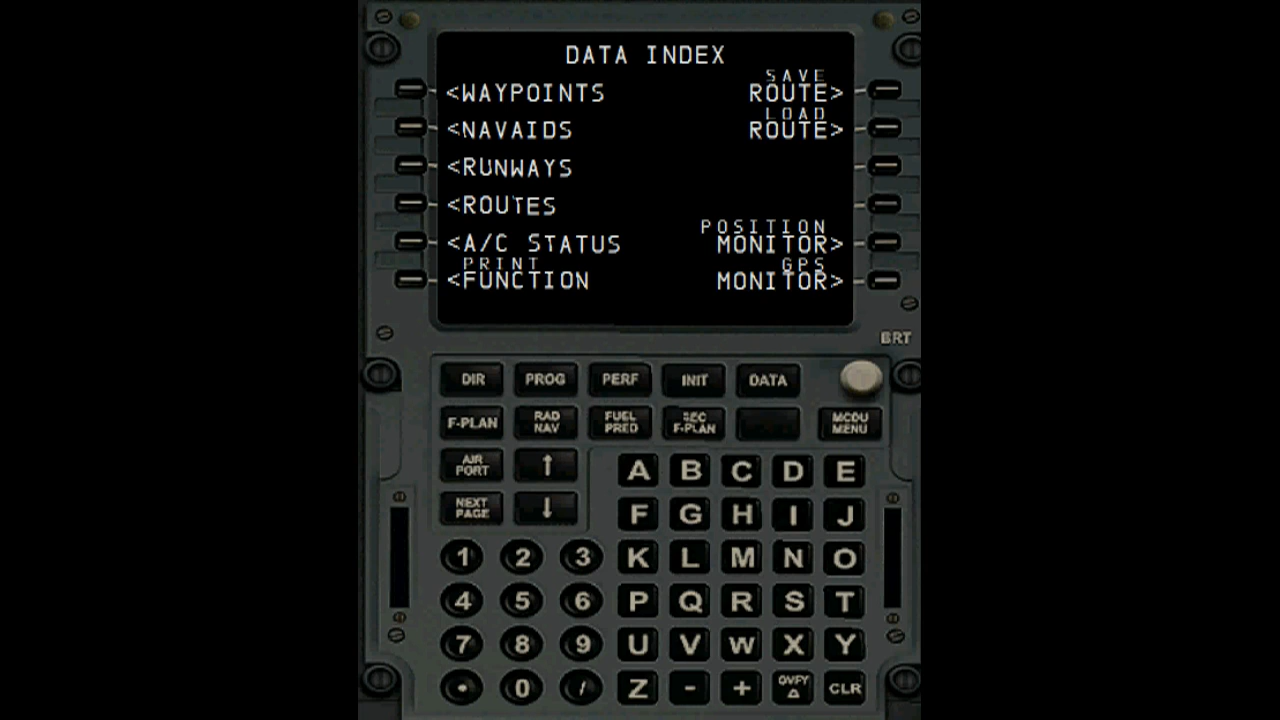 DATA INDEX
SAVE
<WAYPOINTS ROUTE>
LOAD
<NAVAIDS ROUTE>
<RUNWAYS
<ROUTES
POSITION
<A/C STATUS MONITOR>
PRINT GPS
<FUNCTION MONITOR>
BRT
DIR PROG PERF INIT DATA
F-PLAN RAD NAV FUEL PRED SEC F-PLAN MCDU MENU
AIR PORT ↑
NEXT PAGE ↓
A B C D E
F G H I J
1 2 3 K L M N O
4 5 6 P Q R S T
7 8 9 U V W X Y
. 0 / Z - + OVFY △ CLR